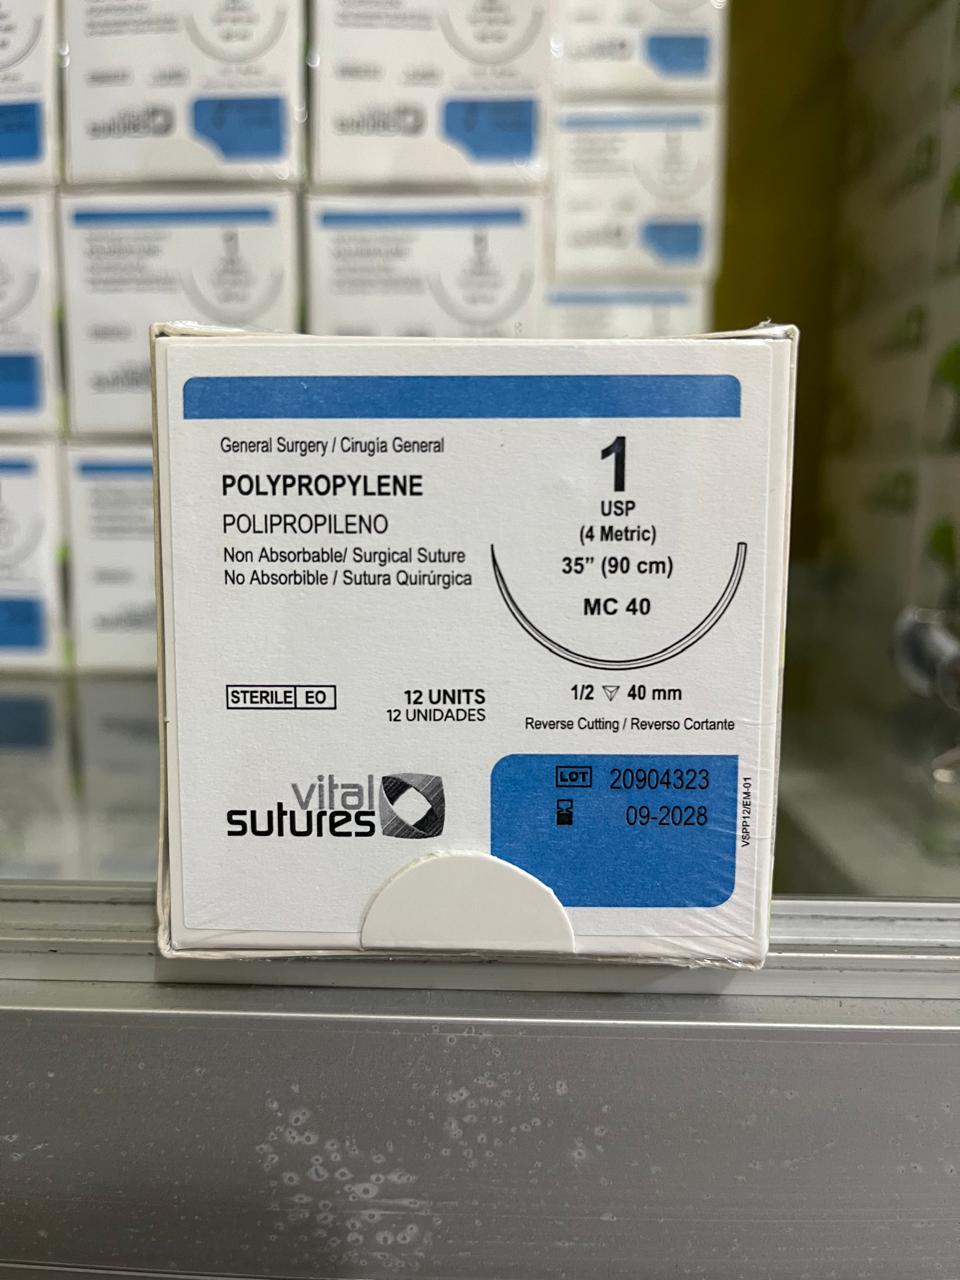 General Surgery / Cirugía General
POLYPROPYLENE
POLIPROPILENO
Non Absorbable/ Surgical Suture
No Absorbible / Sutura Quirúrgica
1
USP
(4 Metric)
35” (90 cm)
MC 40
1/2 40 mm
Reverse Cutting / Reverso Cortante
STERILE EO
12 UNITS
12 UNIDADES
vital
sutures
LOT 20904323
09-2028
VSPP12/EM-01